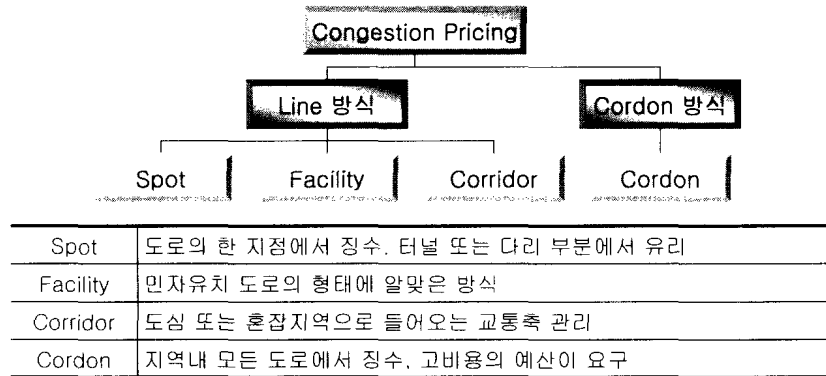 Congestion Pricing
Line 방식 Cordon 방식
Spot Facility Corridor Cordon
Spot 도로의 한 지점에서 징수. 터널 또는 다리 부분에서 유리
Facility 민자유치 도로의 형태에 알맞은 방식
Corridor 도심 또는 혼잡지역으로 들어오는 교통축 관리
Cordon 지역내 모든 도로에서 징수, 고비용의 예산이 요구